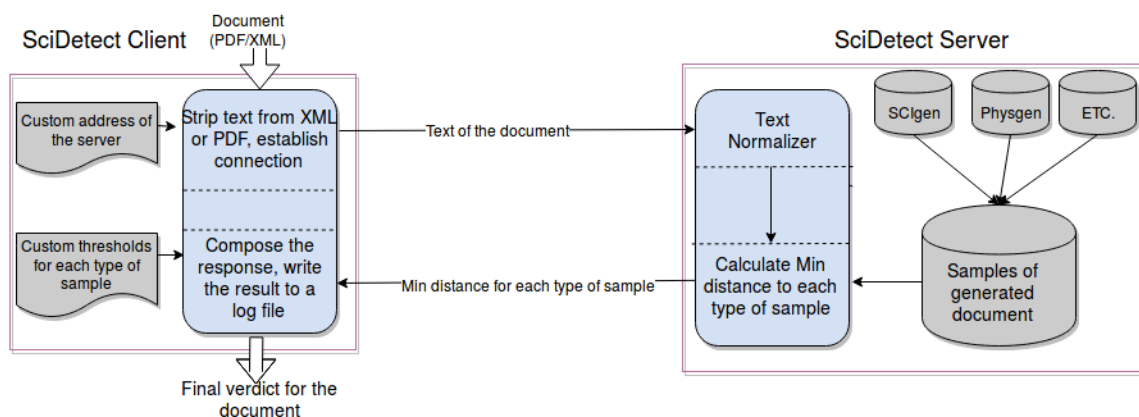 Document
(PDF/XML)
SciDetect Client
SciDetect Server
Custom address of
the server
Strip text from XML
or PDF, establish
connection
Text of the document
Text
Normalizer
SCIgen
Physgen
ETC.
Custom thresholds
for each type of
sample
Compose the
response, write
the result to a
log file
Min distance for each type of sample
Calculate Min
distance to each
type of sample
Samples of
generated
document
Final verdict for the
document